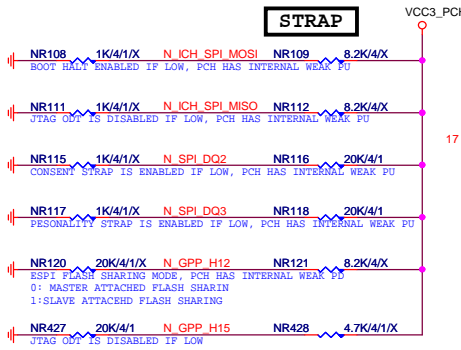 STRAP
VCC3_PCH
NR108 1K/4/1/X N_ICH_SPI_MOSI NR109 8.2K/4/X
BOOT HALT ENABLED IF LOW, PCH HAS INTERNAL WEAK PU
NR111 1K/4/1/X N_ICH_SPI_MISO NR112 8.2K/4/X
JTAG ODT IS DISABLED IF LOW, PCH HAS INTERNAL WEAK PU
17
NR115 1K/4/1/X N_SPI_DQ2 NR116 20K/4/1
CONSENT STRAP IS ENABLED IF LOW, PCH HAS INTERNAL WEAK PU
NR117 1K/4/1/X N_SPI_DQ3 NR118 20K/4/1
PESONALITY STRAP IS ENABLED IF LOW, PCH HAS INTERNAL WEAK PU
NR120 20K/4/1/X N_GPP_H12 NR121 8.2K/4/X
ESPI FLASH SHARING MODE, PCH HAS INTERNAL WEAK PD
0: MASTER ATTACHED FLASH SHARIN
1:SLAVE ATTACEHD FLASH SHARING
NR427 20K/4/1 N_GPP_H15 NR428 4.7K/4/1/X
JTAG ODT IS DISABLED IF LOW